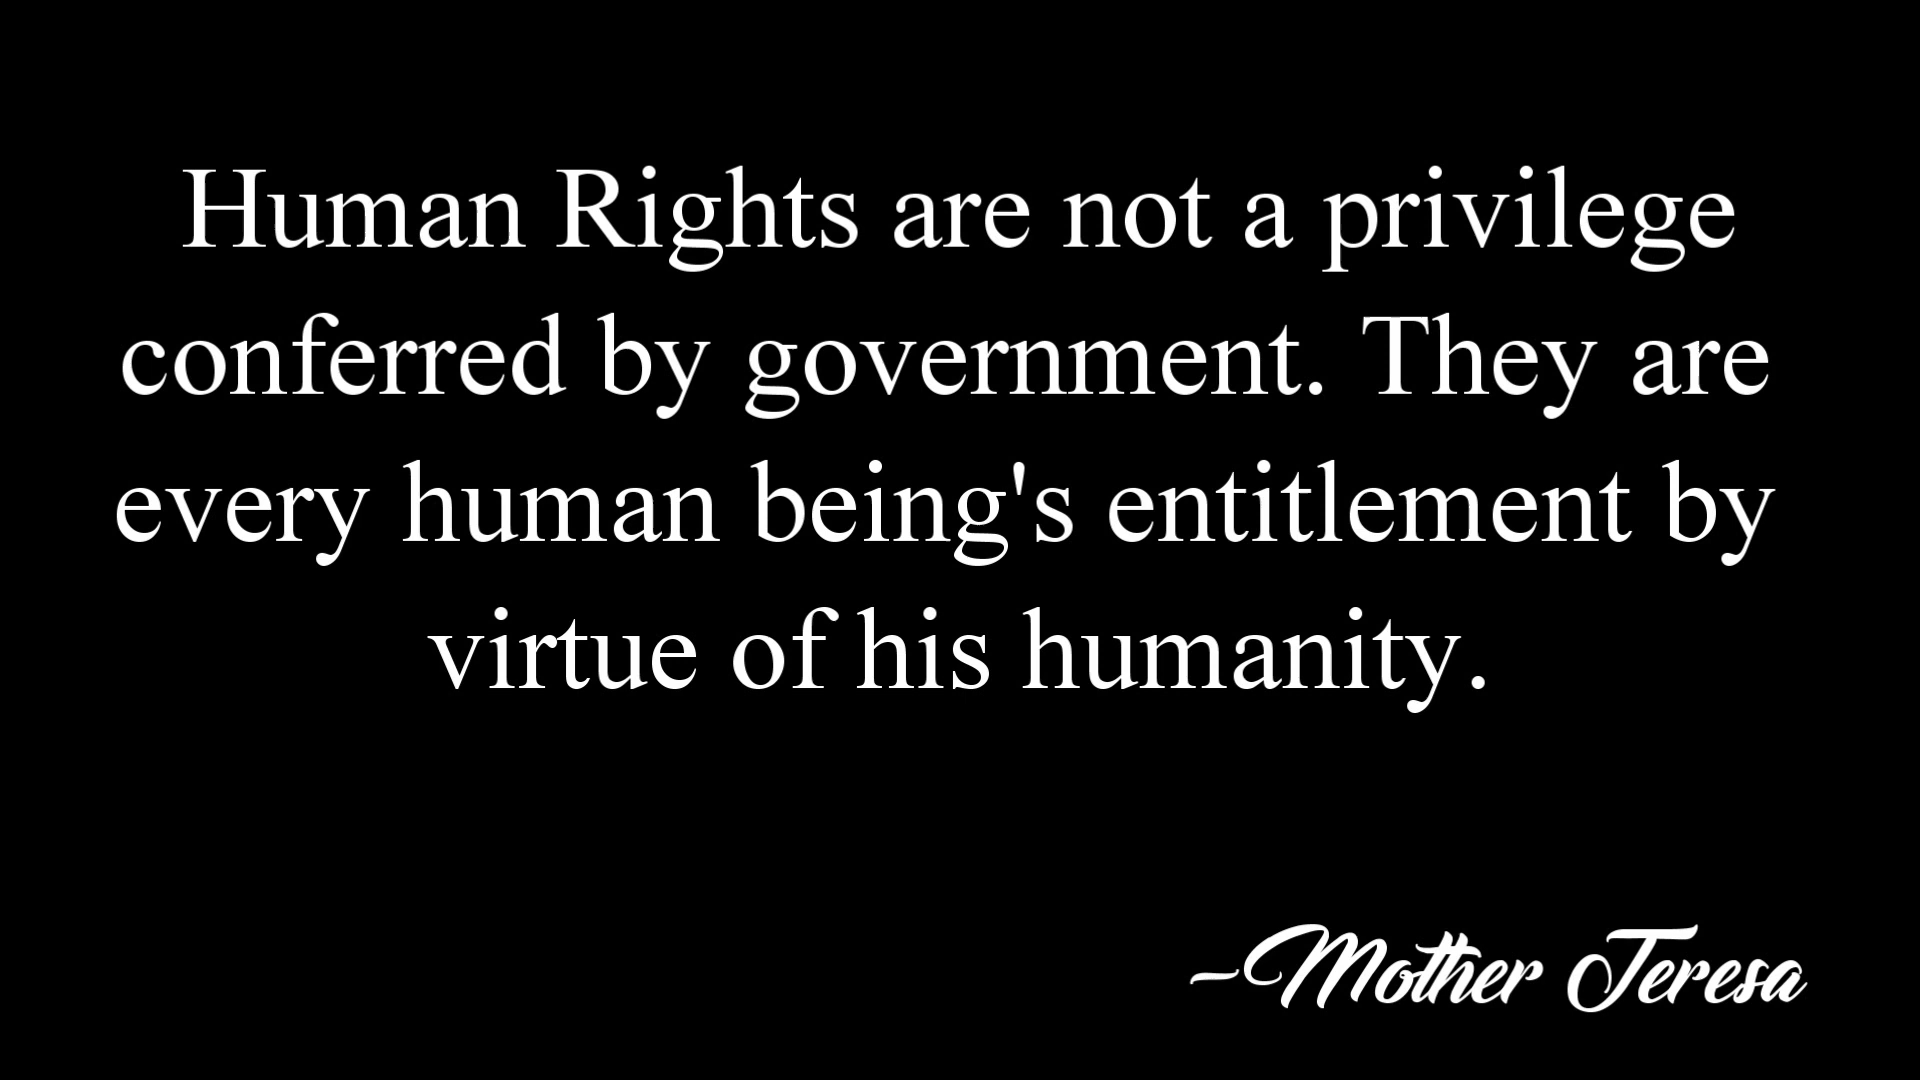 Human Rights are not a privilege
conferred by government. They are
every human being's entitlement by
virtue of his humanity.
~Mother Teresa